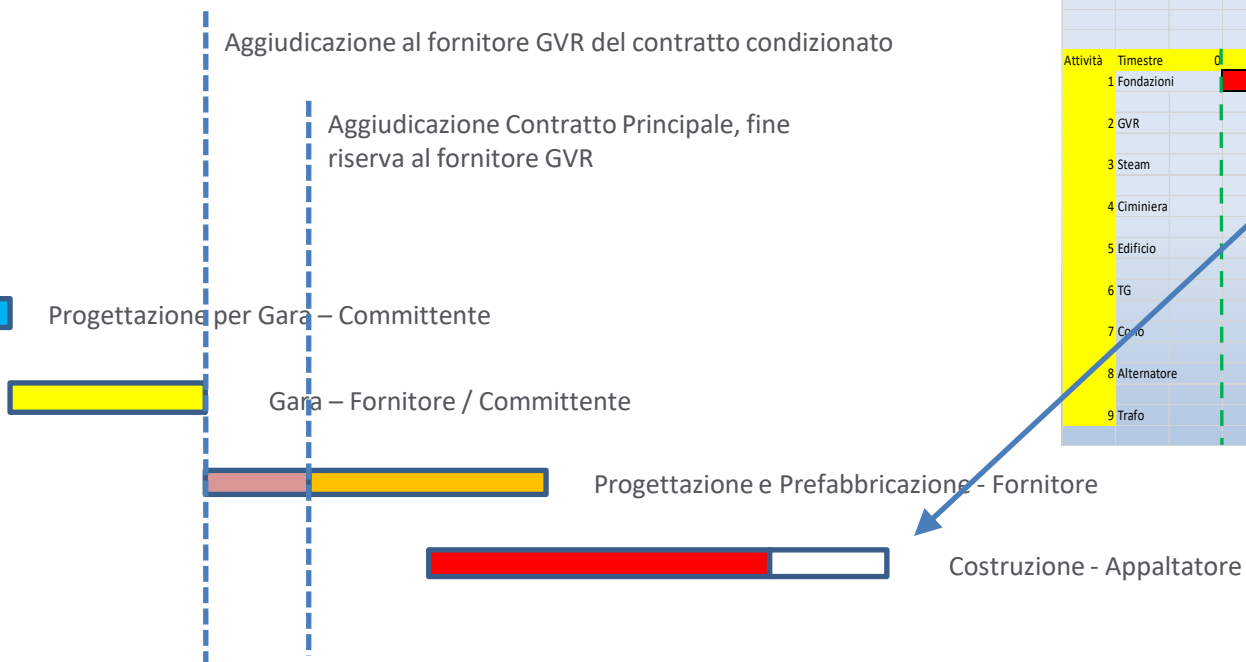 Aggiudicazione al fornitore GVR del contratto condizionato
Aggiudicazione Contratto Principale, fine
riserva al fornitore GVR
Progettazione per Gara – Committente
Gara – Fornitore / Committente
Progettazione e Prefabbricazione - Fornitore
Costruzione - Appaltatore
Attività Timestre 0
1 Fondazioni
2 GVR
3 Steam
4 Ciminiera
5 Edificio
6 TG
7
8 Alternatore
9 Trafo